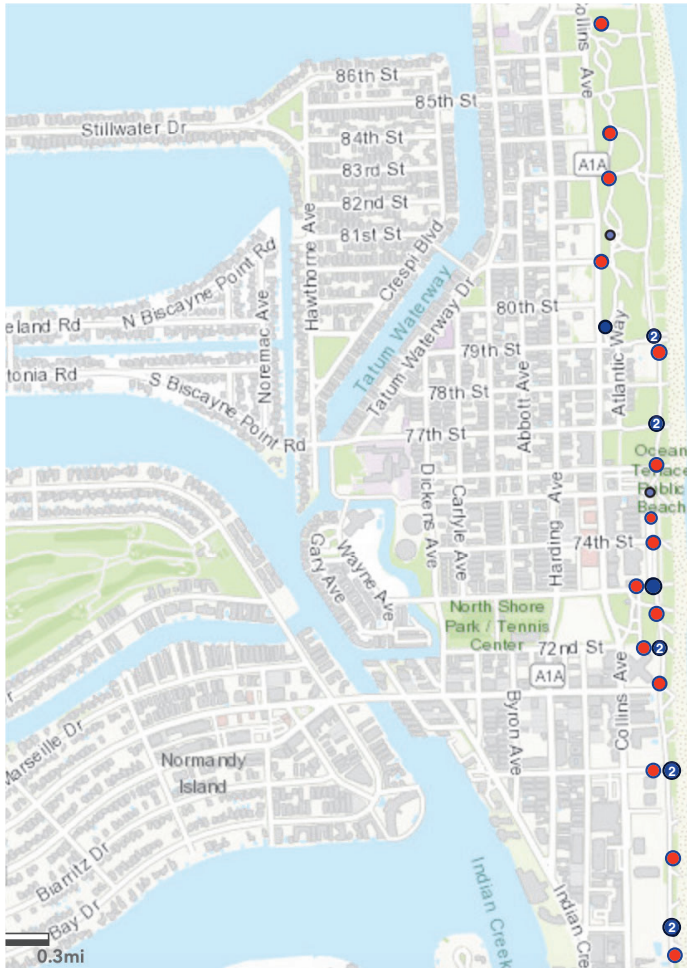 Collins Ave
86th St
85th St
Stillwater Dr
84th St
A1A
83rd St
82nd St
81st St
Hawthorne Ave
Crespi Blvd
N Biscayne Point Rd
Tatum Waterway
Tatum Waterway Dr
80th St
eland Rd
Noremac Ave
Atlantic Way
2
79th St
tonia Rd
S Biscayne Point Rd
78th St
Abbott Ave
2
77th St
Ocean
Terrace
Public
Beach
Dickens Ave
Carlyle Ave
Harding Ave
74th St
Gary Ave
Wayne Ave
North Shore
Park / Tennis
Center
72nd St
2
A1A
Collins Ave
Byron Ave
r
Marseille Dr
Normandy
Island
2
Biarritz Dr
Bay Dr
Indian Creek
Indian Cre
2
0.3mi